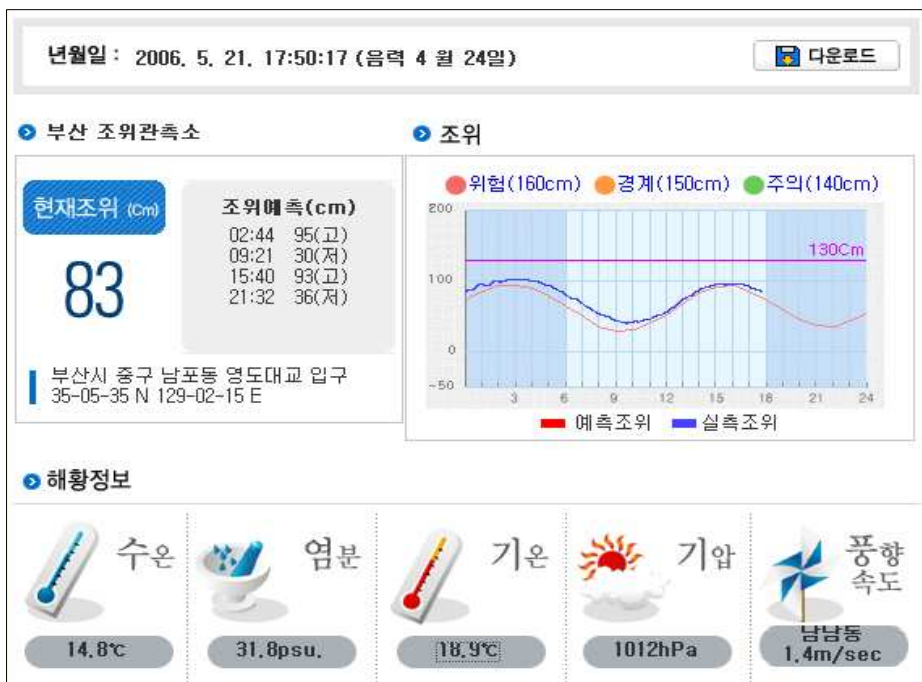 년월일 : 2006. 5. 21. 17:50:17 (음력 4 월 24일)
다운로드
부산 조위관측소
현재조위 (Cm)
83
조위예측(cm)
02:44 95(고)
09:21 30(저)
15:40 93(고)
21:32 36(저)
부산시 중구 남포동 영도대교 입구
35-05-35 N 129-02-15 E
조위
위험(160cm) 경계(150cm) 주의(140cm)
200
130Cm
100
0
-50
3 6 9 12 15 18 21 24
예측조위 실측조위
해황정보
수온
14.8℃
염분
31.8psu.
기온
18.9℃
기압
1012hPa
풍향
속도
남남동
1.4m/sec